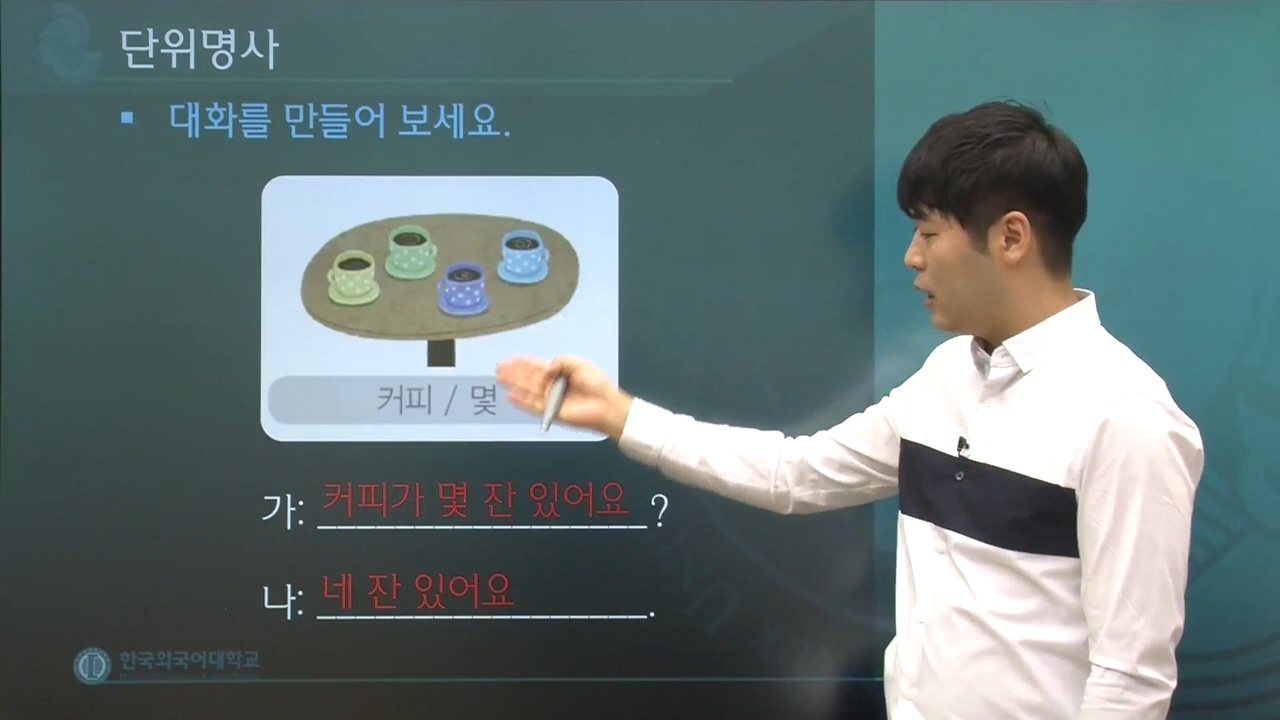 단위명사
▪ 대화를 만들어 보세요.
커피 / 몇
가: 커피가 몇 잔 있어요?
나: 네 잔 있어요.
한국외국어대학교